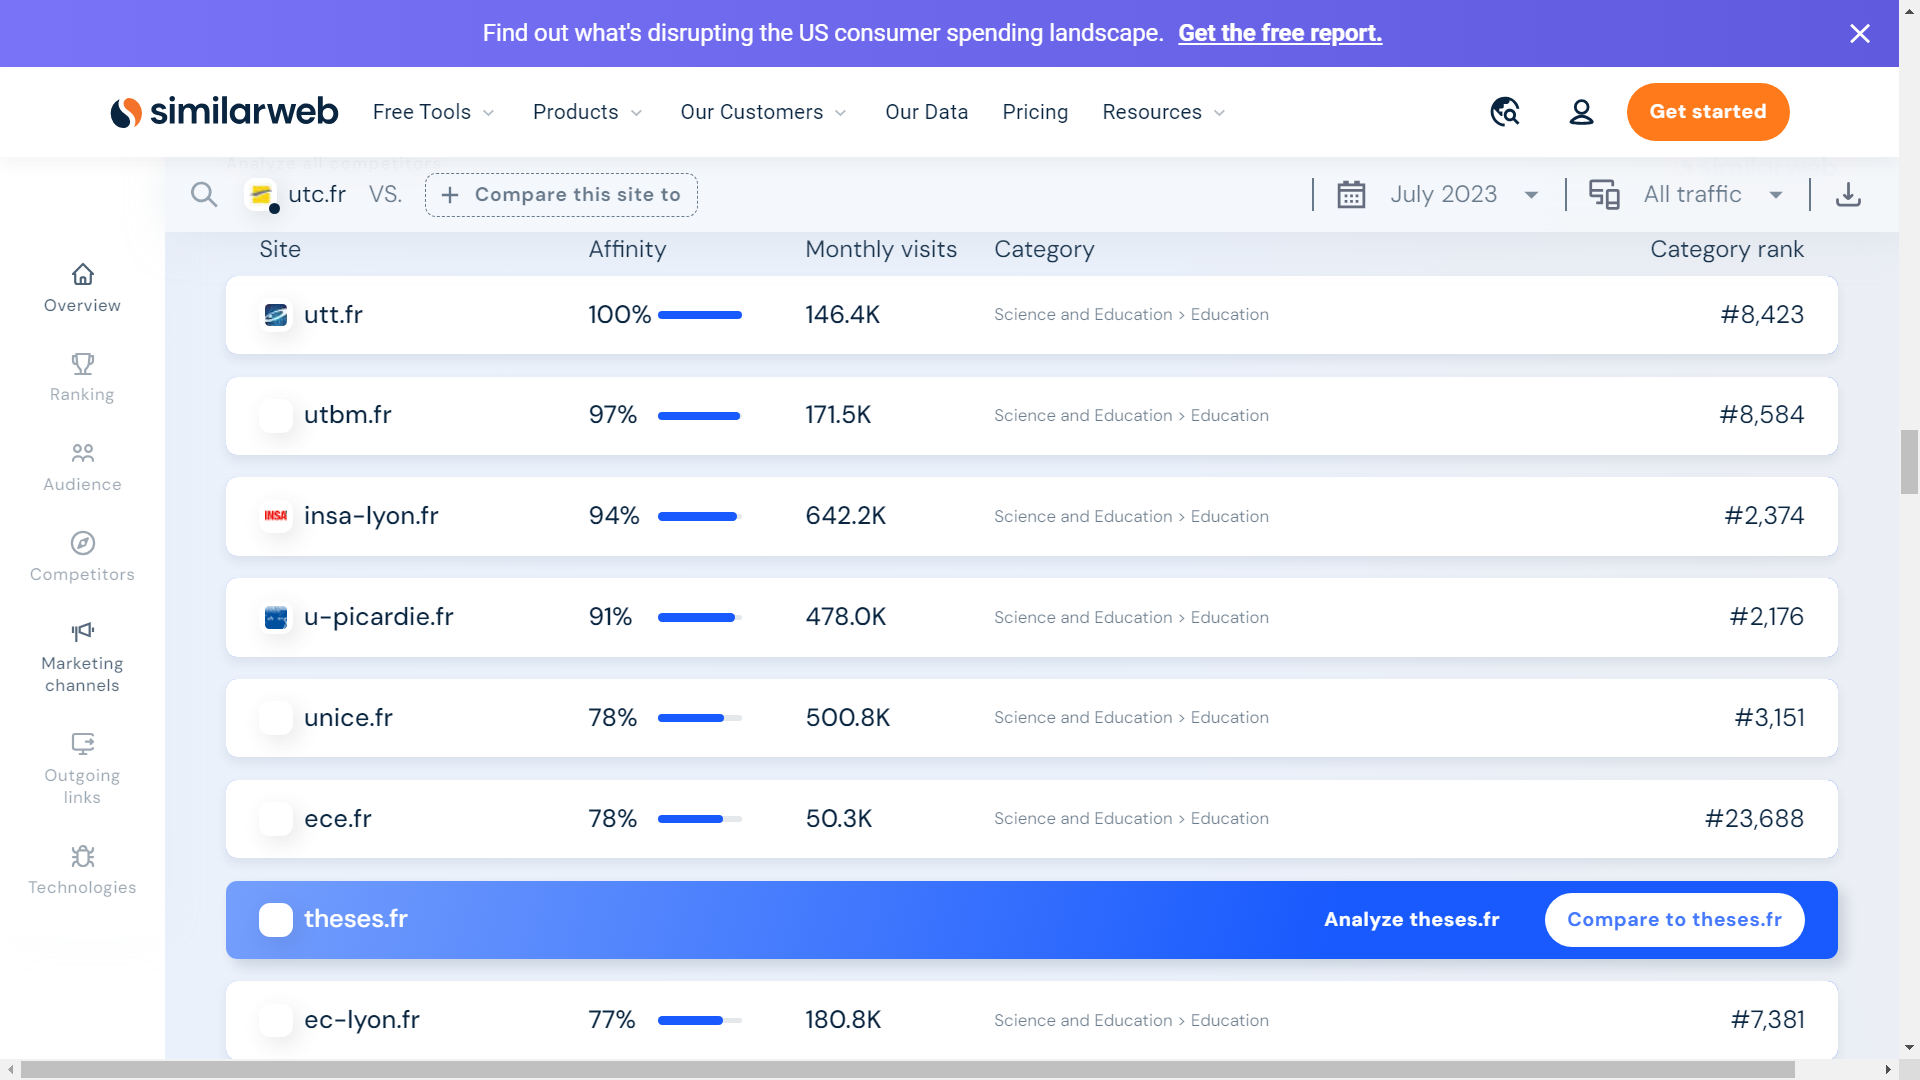 Find out what's disrupting the US consumer spending landscape. Get the free report.
similarweb Free Tools Products Our Customers Our Data Pricing Resources Get started
Analyze all competitors
utc.fr VS. + Compare this site to July 2023 All traffic
Site Affinity Monthly visits Category Category rank
utt.fr 100% 146.4K Science and Education > Education #8,423
utbm.fr 97% 171.5K Science and Education > Education #8,584
INSA insa-lyon.fr 94% 642.2K Science and Education > Education #2,374
u-picardie.fr 91% 478.0K Science and Education > Education #2,176
unice.fr 78% 500.8K Science and Education > Education #3,151
ece.fr 78% 50.3K Science and Education > Education #23,688
theses.fr Analyze theses.fr Compare to theses.fr
ec-lyon.fr 77% 180.8K Science and Education > Education #7,381
Overview
Ranking
Audience
Competitors
Marketing
channels
Outgoing
links
Technologies